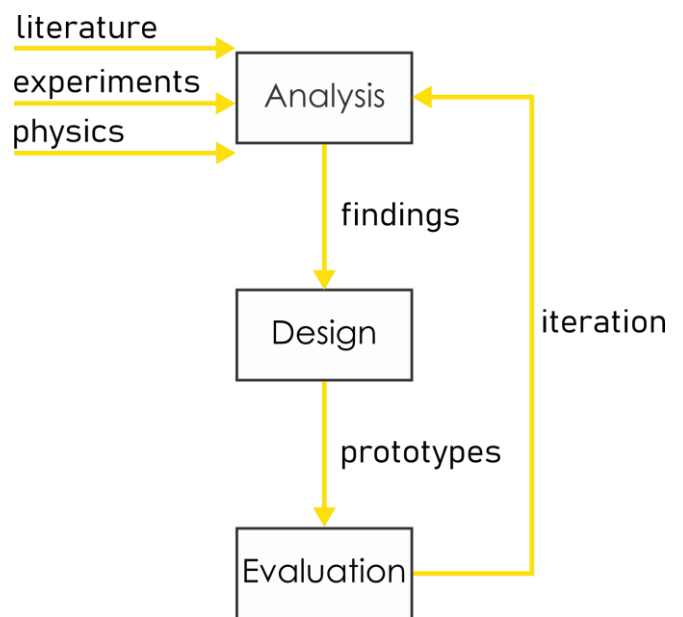 literature
experiments
physics
Analysis
findings
Design
iteration
prototypes
Evaluation